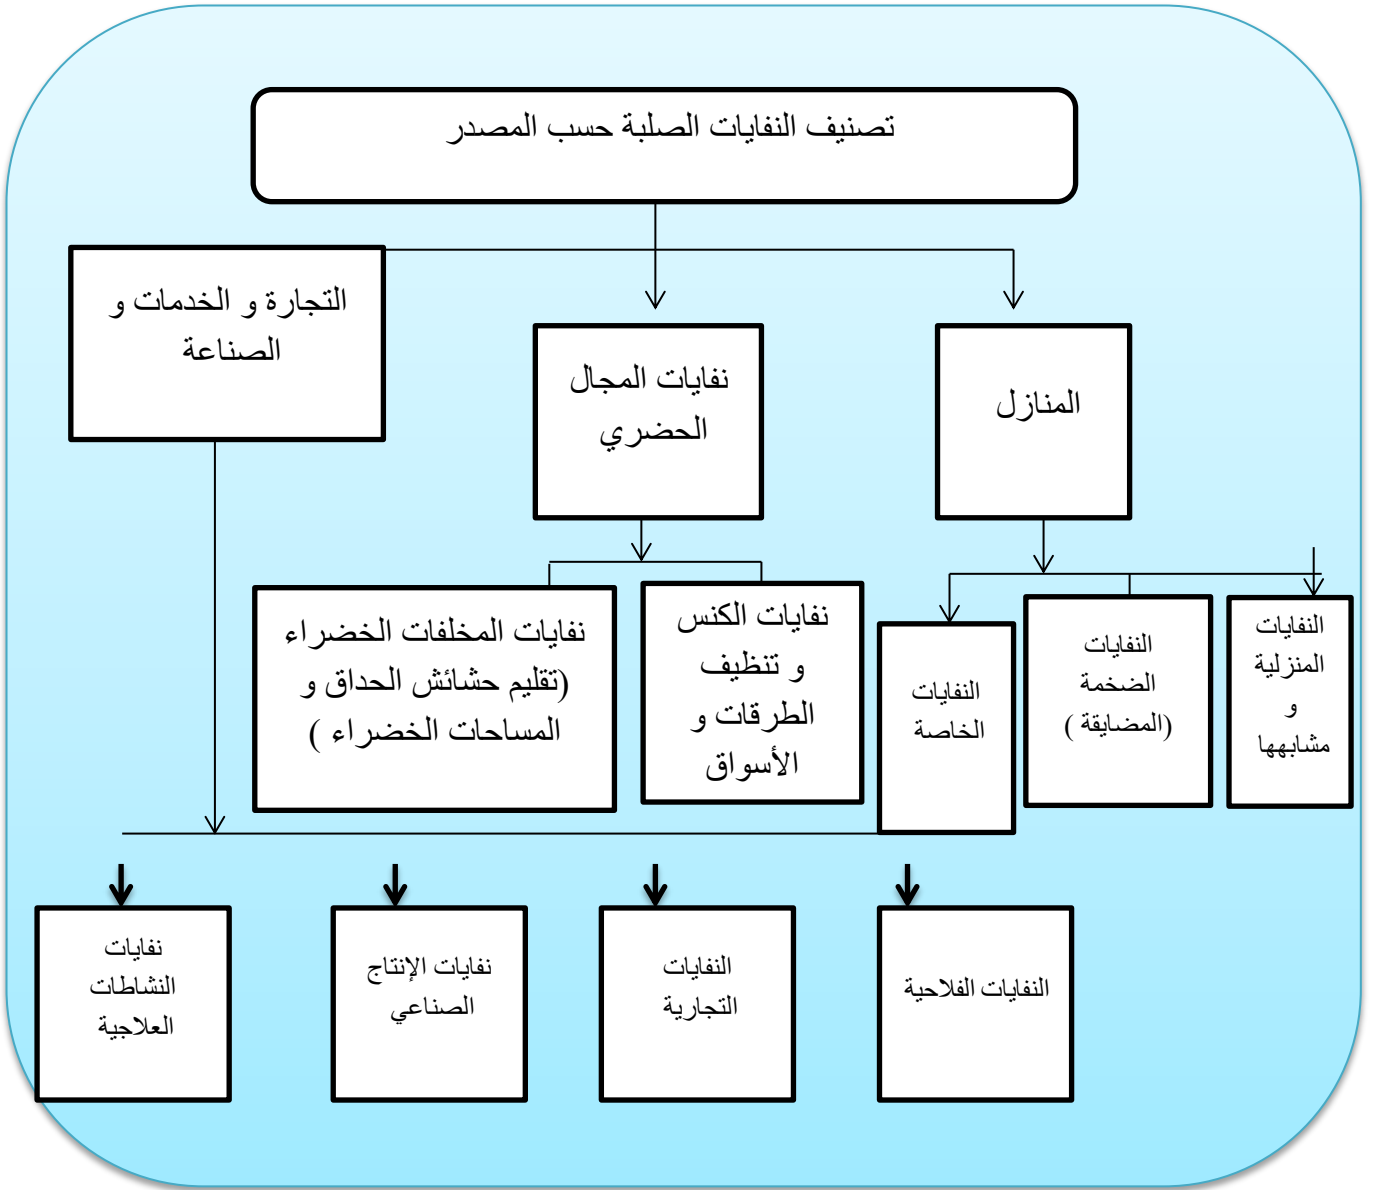 تصنيف النفايات الصلبة حسب المصدر
المنازل
نفايات المجال
الحضري
التجارة و الخدمات و
الصناعة
النفايات
المنزلية
و
مشابهها
النفايات
الضخمة
(المضايقة )
النفايات
الخاصة
نفايات الكنس
و تنظيف
الطرقات و
الأسواق
نفايات المخلفات الخضراء
(تقليم حشائش الحداق و
المساحات الخضراء )
النفايات الفلاحية
النفايات
التجارية
نفايات الإنتاج
الصناعي
نفايات
النشاطات
العلاجية